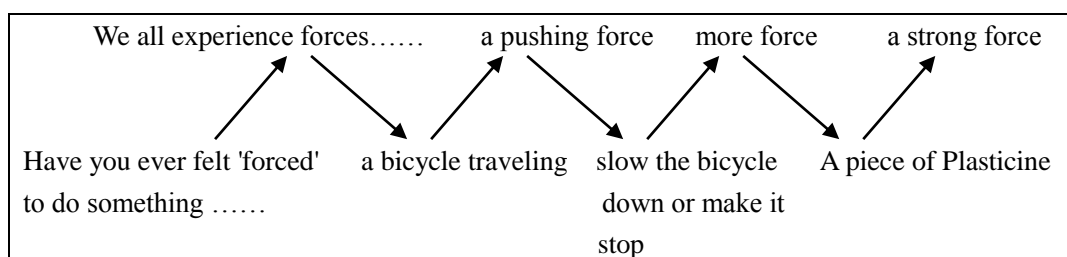 We all experience forces…… a pushing force more force a strong force
Have you ever felt 'forced' a bicycle traveling slow the bicycle A piece of Plasticine
to do something …… down or make it
stop